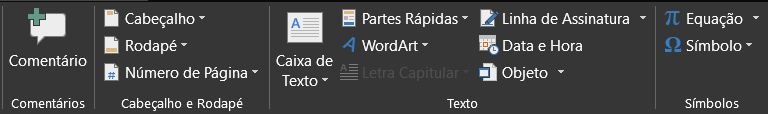 Comentário
Comentários
Cabeçalho
Rodapé
Número de Página
Cabeçalho e Rodapé
Caixa de
Texto
Partes Rápidas
WordArt
Letra Capitular
Linha de Assinatura
Data e Hora
Objeto
Texto
Equação
Símbolo
Símbolos